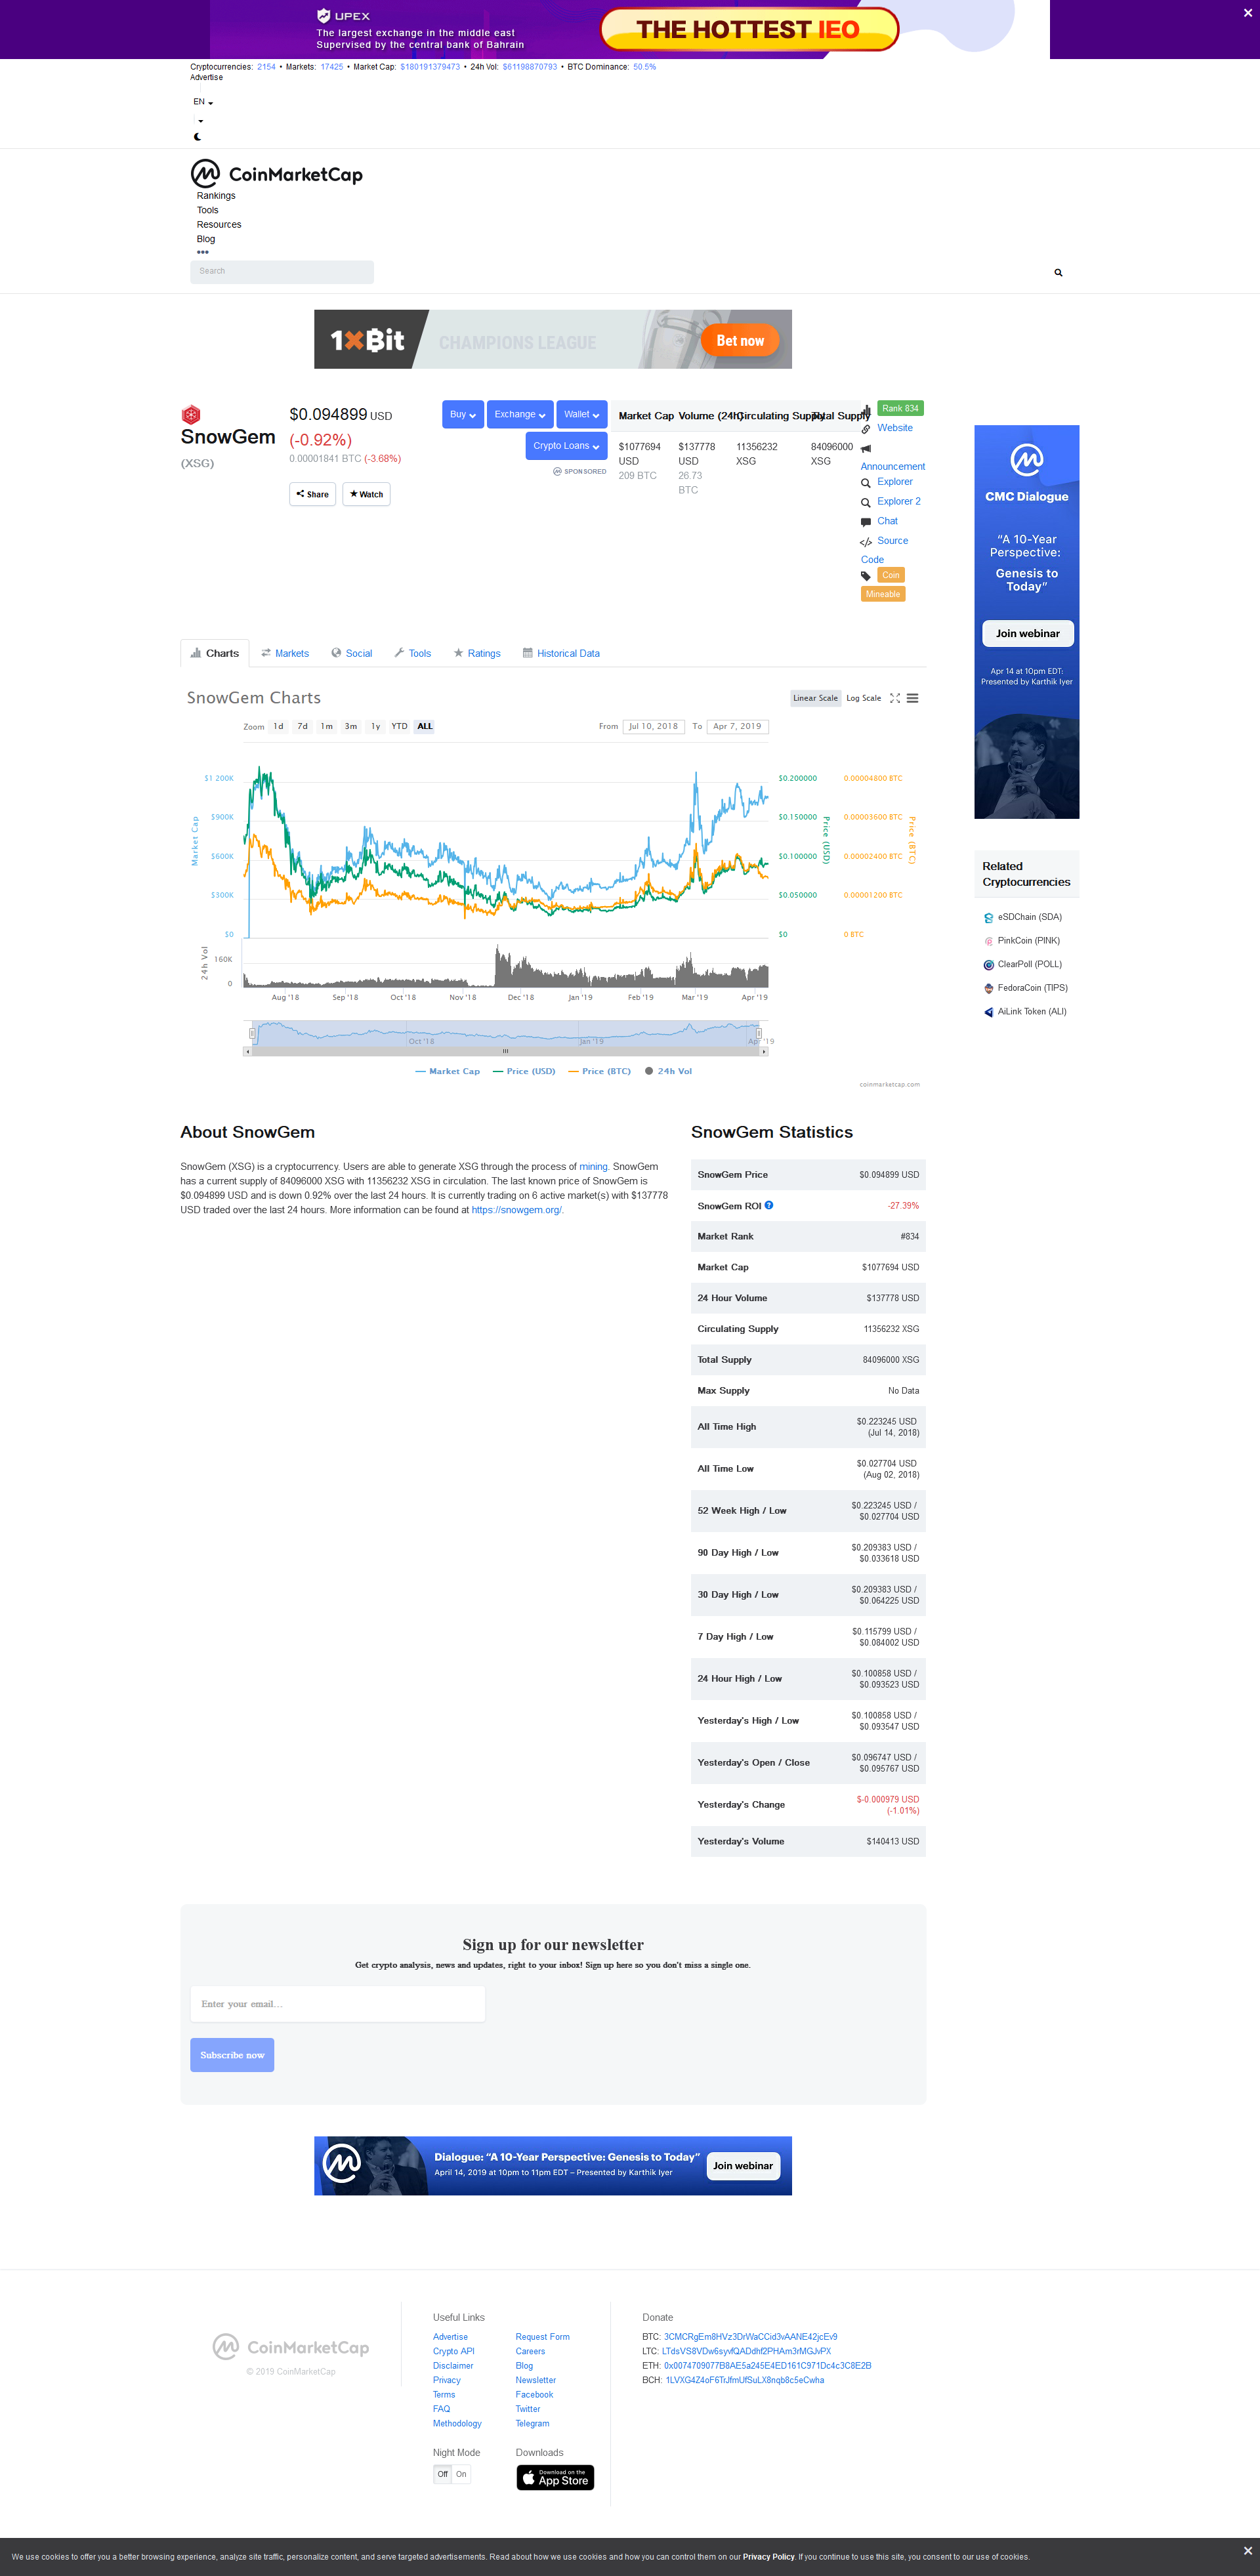 UPEX
The largest exchange in the middle east
Supervised by the central bank of Bahrain
THE HOTTEST IEO
Cryptocurrencies: 2154 • Markets: 17425 • Market Cap: $180191379473 • 24h Vol: $61198870793 • BTC Dominance: 50.5%
Advertise
EN
CoinMarketCap
Rankings
Tools
Resources
Blog
•••
Search
1xBit
CHAMPIONS LEAGUE
Bet now
SnowGem
(XSG)
$0.094899 USD
(-0.92%)
0.00001841 BTC (-3.68%)
Share
Watch
Buy
Exchange
Wallet
Crypto Loans
SPONSORED
Market Cap
$1077694 USD
209 BTC
Volume (24h)
$137778 USD
26.73 BTC
Circulating Supply
11356232 XSG
Total Supply
84096000 XSG
Rank 834
Website
Announcement
Explorer
Explorer 2
Chat
Source Code
Coin
Mineable
CMC Dialogue
“A 10-Year
Perspective:
Genesis to
Today”
Join webinar
Apr 14 at 10pm EDT:
Presented by Karthik Iyer
Charts
Markets
Social
Tools
Ratings
Historical Data
SnowGem Charts
Linear Scale
Log Scale
Zoom 1d 7d 1m 3m 1y YTD ALL
From Jul 10, 2018 To Apr 7, 2019
$1 200K
$900K
$600K
$300K
$0
Market Cap
$0.200000
$0.150000
$0.100000
$0.050000
$0
Price (USD)
0.00004800 BTC
0.00003600 BTC
0.00002400 BTC
0.00001200 BTC
0 BTC
Price (BTC)
24h Vol
160K
0
Aug '18 Sep '18 Oct '18 Nov '18 Dec '18 Jan '19 Feb '19 Mar '19 Apr '19
Oct '18 Jan '19 Apr '19
Market Cap Price (USD) Price (BTC) 24h Vol
coinmarketcap.com
Related
Cryptocurrencies
eSDChain (SDA)
PinkCoin (PINK)
ClearPoll (POLL)
FedoraCoin (TIPS)
AiLink Token (ALI)
About SnowGem
SnowGem (XSG) is a cryptocurrency. Users are able to generate XSG through the process of mining. SnowGem
has a current supply of 84096000 XSG with 11356232 XSG in circulation. The last known price of SnowGem is
$0.094899 USD and is down 0.92% over the last 24 hours. It is currently trading on 6 active market(s) with $137778
USD traded over the last 24 hours. More information can be found at https://snowgem.org/.
SnowGem Statistics
SnowGem Price $0.094899 USD
SnowGem ROI -27.39%
Market Rank #834
Market Cap $1077694 USD
24 Hour Volume $137778 USD
Circulating Supply 11356232 XSG
Total Supply 84096000 XSG
Max Supply No Data
All Time High $0.223245 USD
(Jul 14, 2018)
All Time Low $0.027704 USD
(Aug 02, 2018)
52 Week High / Low $0.223245 USD /
$0.027704 USD
90 Day High / Low $0.209383 USD /
$0.033618 USD
30 Day High / Low $0.209383 USD /
$0.064225 USD
7 Day High / Low $0.115799 USD /
$0.084002 USD
24 Hour High / Low $0.100858 USD /
$0.093523 USD
Yesterday's High / Low $0.100858 USD /
$0.093547 USD
Yesterday's Open / Close $0.096747 USD /
$0.095767 USD
Yesterday's Change $-0.000979 USD
(-1.01%)
Yesterday's Volume $140413 USD
Sign up for our newsletter
Get crypto analysis, news and updates, right to your inbox! Sign up here so you don't miss a single one.
Enter your email...
Subscribe now
Dialogue: “A 10-Year Perspective: Genesis to Today”
April 14, 2019 at 10pm to 11pm EDT – Presented by Karthik Iyer
Join webinar
CoinMarketCap
© 2019 CoinMarketCap
Useful Links
Advertise
Crypto API
Disclaimer
Privacy
Terms
FAQ
Methodology
Request Form
Careers
Blog
Newsletter
Facebook
Twitter
Telegram
Night Mode
Off On
Downloads
Download on the
App Store
Donate
BTC: 3CMCRgEm8HVz3DrWaCCid3vAANE42jcEv9
LTC: LTdsVS8VDw6syvfQADdhf2PHAm3rMGJvPX
ETH: 0x0074709077B8AE5a245E4ED161C971Dc4c3C8E2B
BCH: 1LVXG4Z4oF6TrJfmUfSuLX8nqb8c5eCwha
We use cookies to offer you a better browsing experience, analyze site traffic, personalize content, and serve targeted advertisements. Read about how we use cookies and how you can control them on our Privacy Policy. If you continue to use this site, you consent to our use of cookies.